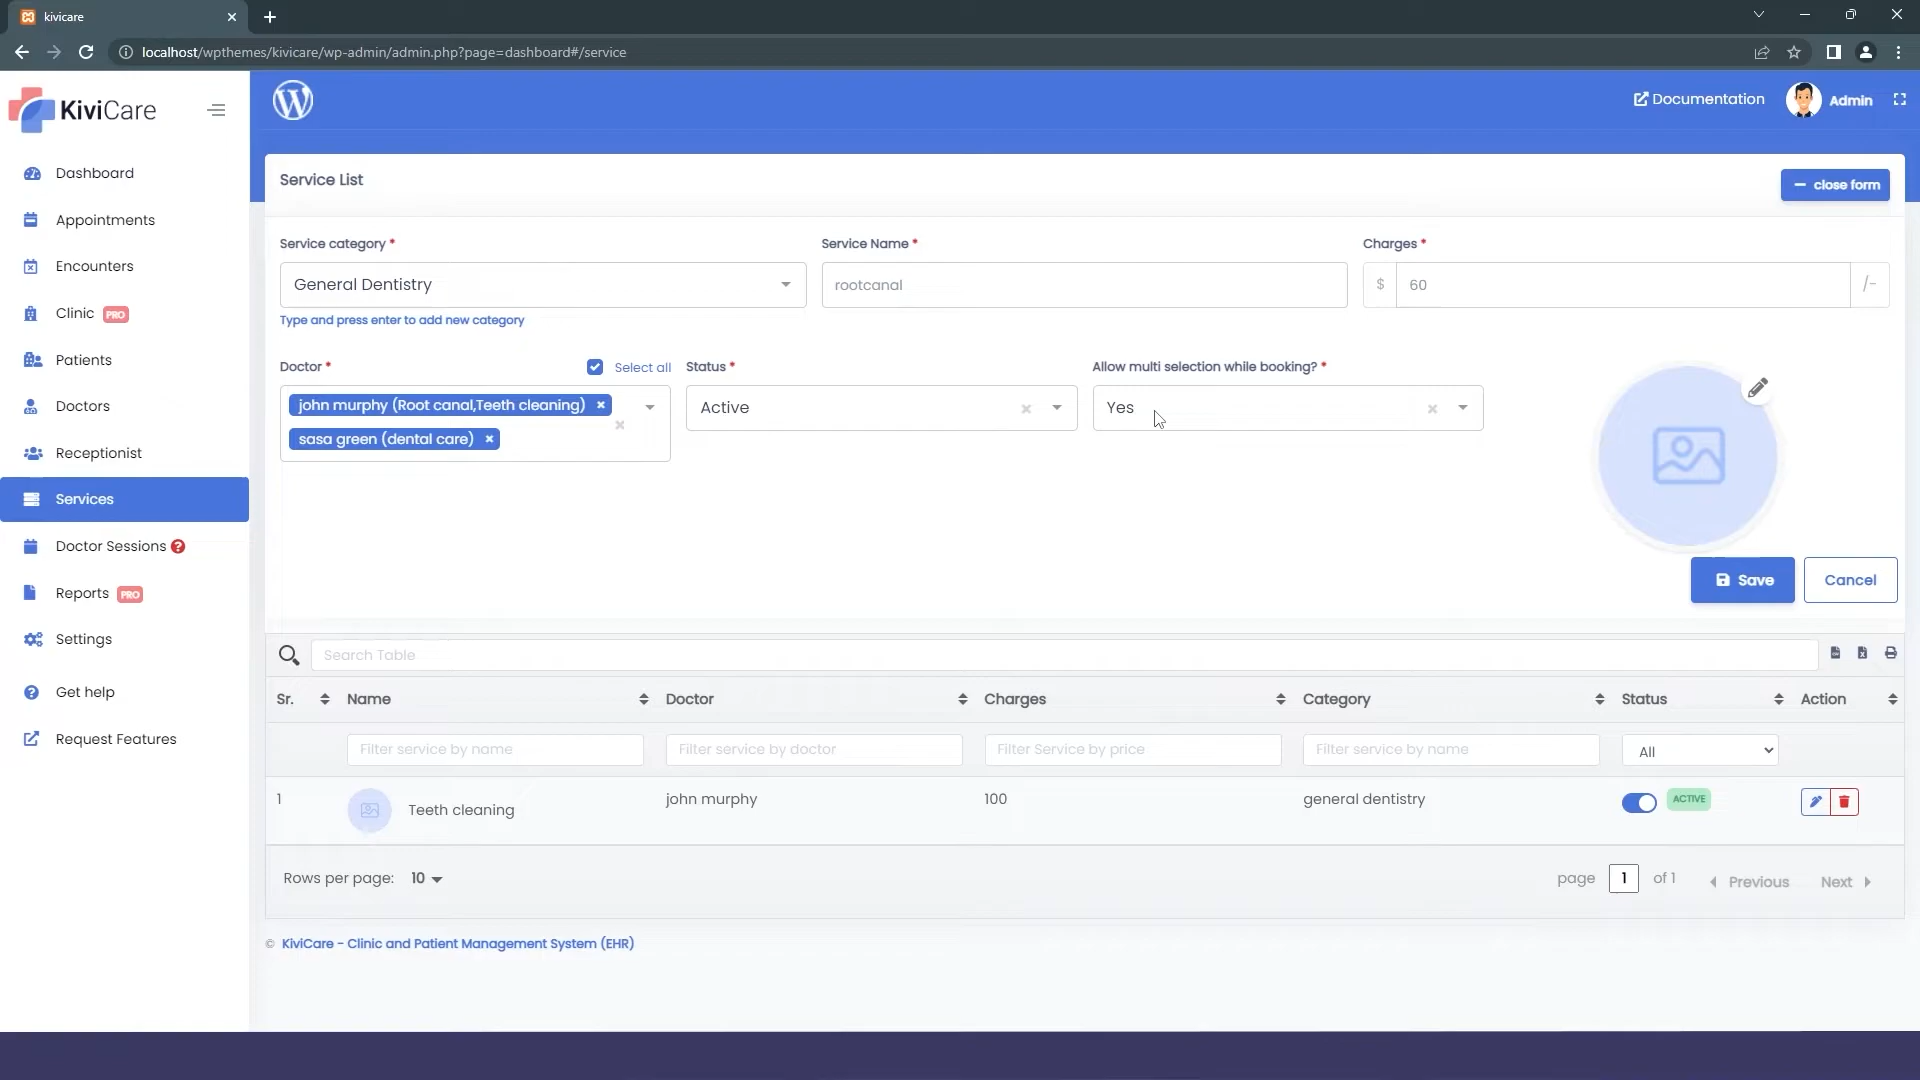 kivicare
localhost/wpthemes/kivicare/wp-admin/admin.php?page=dashboard#/service
KiviCare
Documentation
Admin
Dashboard
Appointments
Encounters
Clinic PRO
Patients
Doctors
Receptionist
Services
Doctor Sessions ?
Reports PRO
Settings
Get help
Request Features
Service List
close form
Service category *
Service Name *
Charges *
General Dentistry
rootcanal
$ 60 /-
Type and press enter to add new category
Doctor *
Select all
Status *
Allow multi selection while booking? *
john murphy (Root canal,Teeth cleaning) ×
sasa green (dental care) ×
Active
Yes
Save
Cancel
Search Table
Sr. Name Doctor Charges Category Status Action
Filter service by name Filter service by doctor Filter Service by price Filter service by name All
1 Teeth cleaning john murphy 100 general dentistry ACTIVE
Rows per page: 10
page 1 of 1 Previous Next
© KiviCare - Clinic and Patient Management System (EHR)